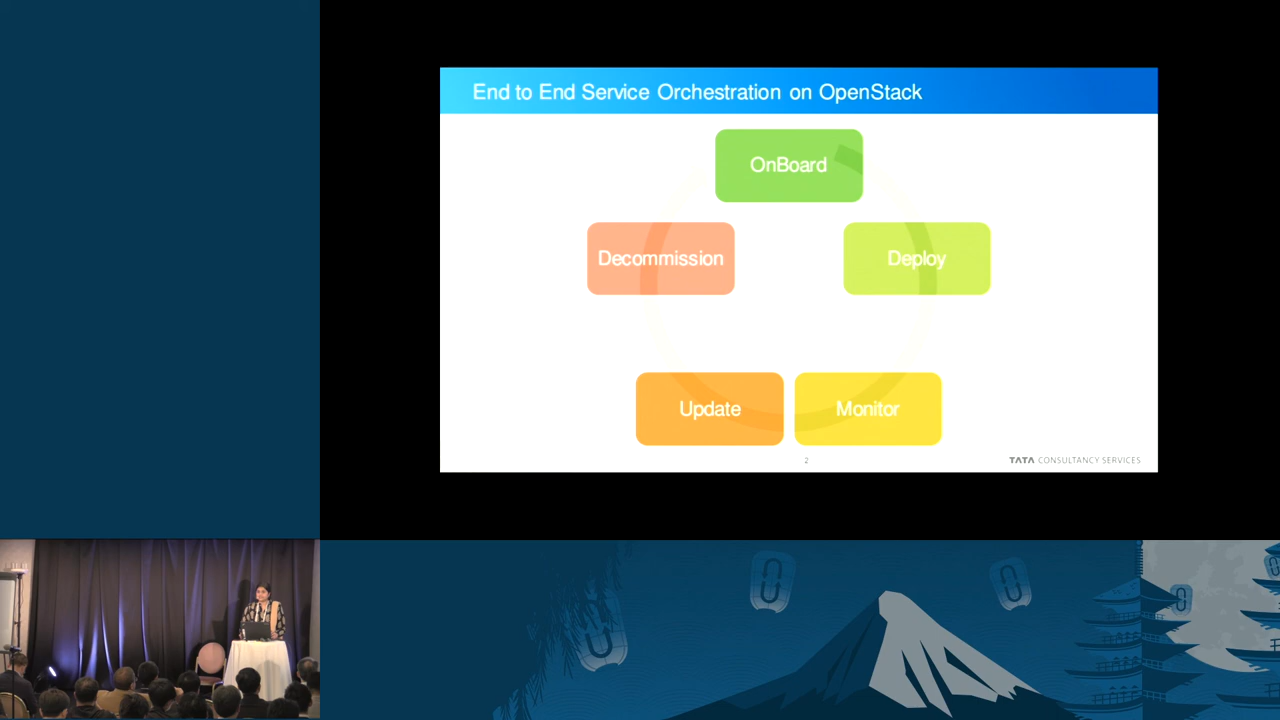 End to End Service Orchestration on OpenStack
OnBoard
Decommission
Deploy
Update
Monitor
2
TATA CONSULTANCY SERVICES